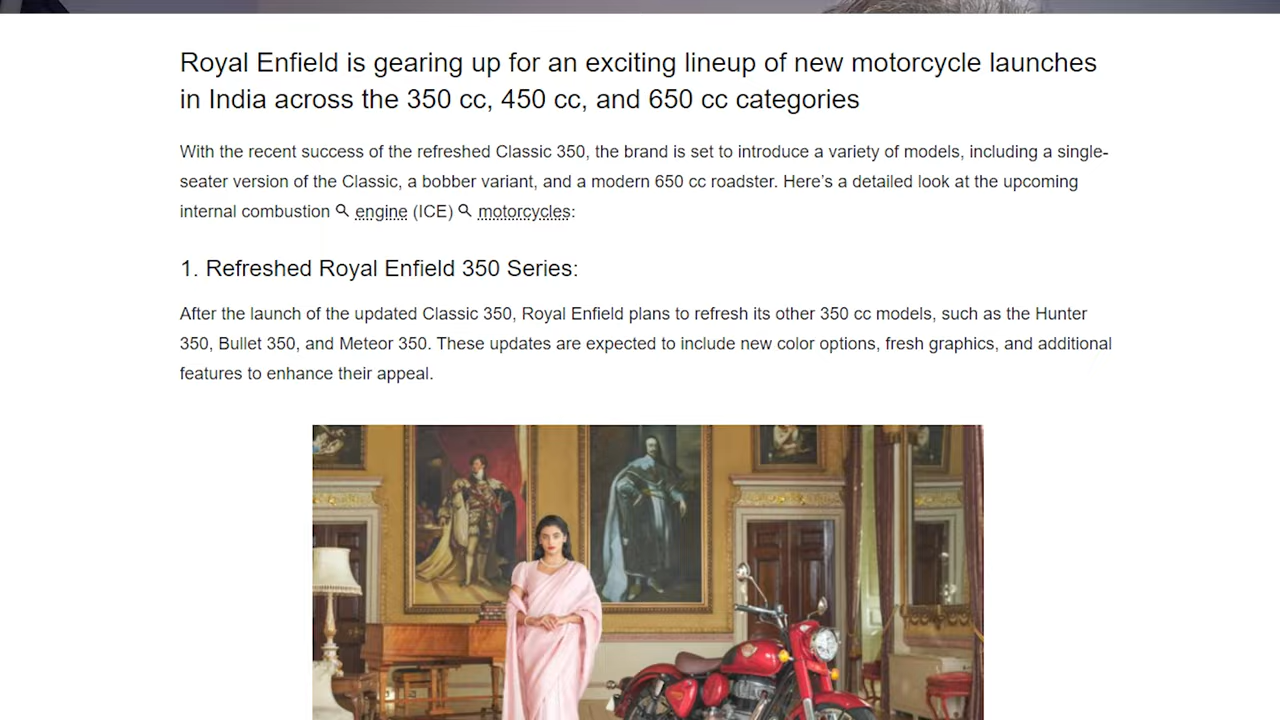 Royal Enfield is gearing up for an exciting lineup of new motorcycle launches
in India across the 350 cc, 450 cc, and 650 cc categories
With the recent success of the refreshed Classic 350, the brand is set to introduce a variety of models, including a single-
seater version of the Classic, a bobber variant, and a modern 650 cc roadster. Here’s a detailed look at the upcoming
internal combustion engine (ICE) motorcycles:
1. Refreshed Royal Enfield 350 Series:
After the launch of the updated Classic 350, Royal Enfield plans to refresh its other 350 cc models, such as the Hunter
350, Bullet 350, and Meteor 350. These updates are expected to include new color options, fresh graphics, and additional
features to enhance their appeal.